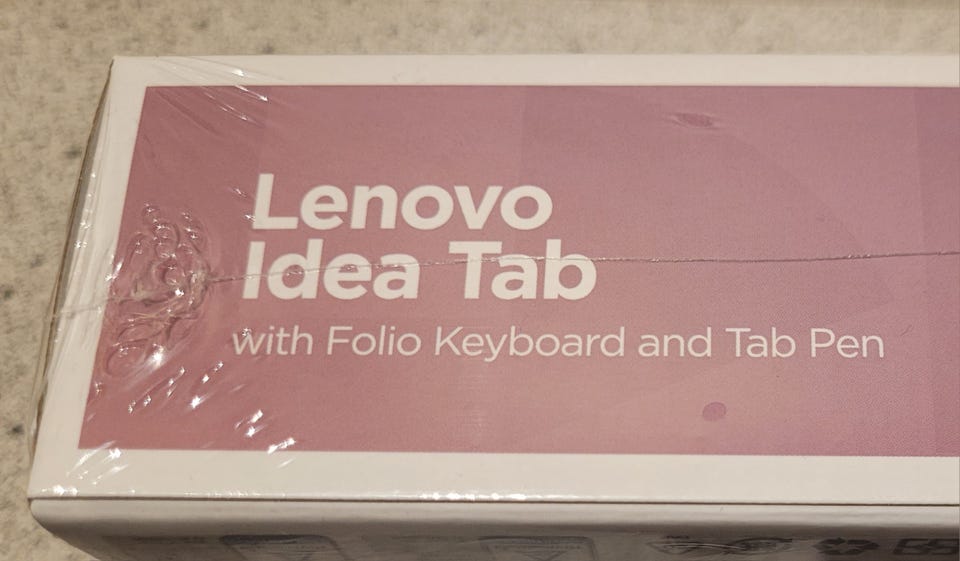 Lenovo
Idea Tab
with Folio Keyboard and Tab Pen